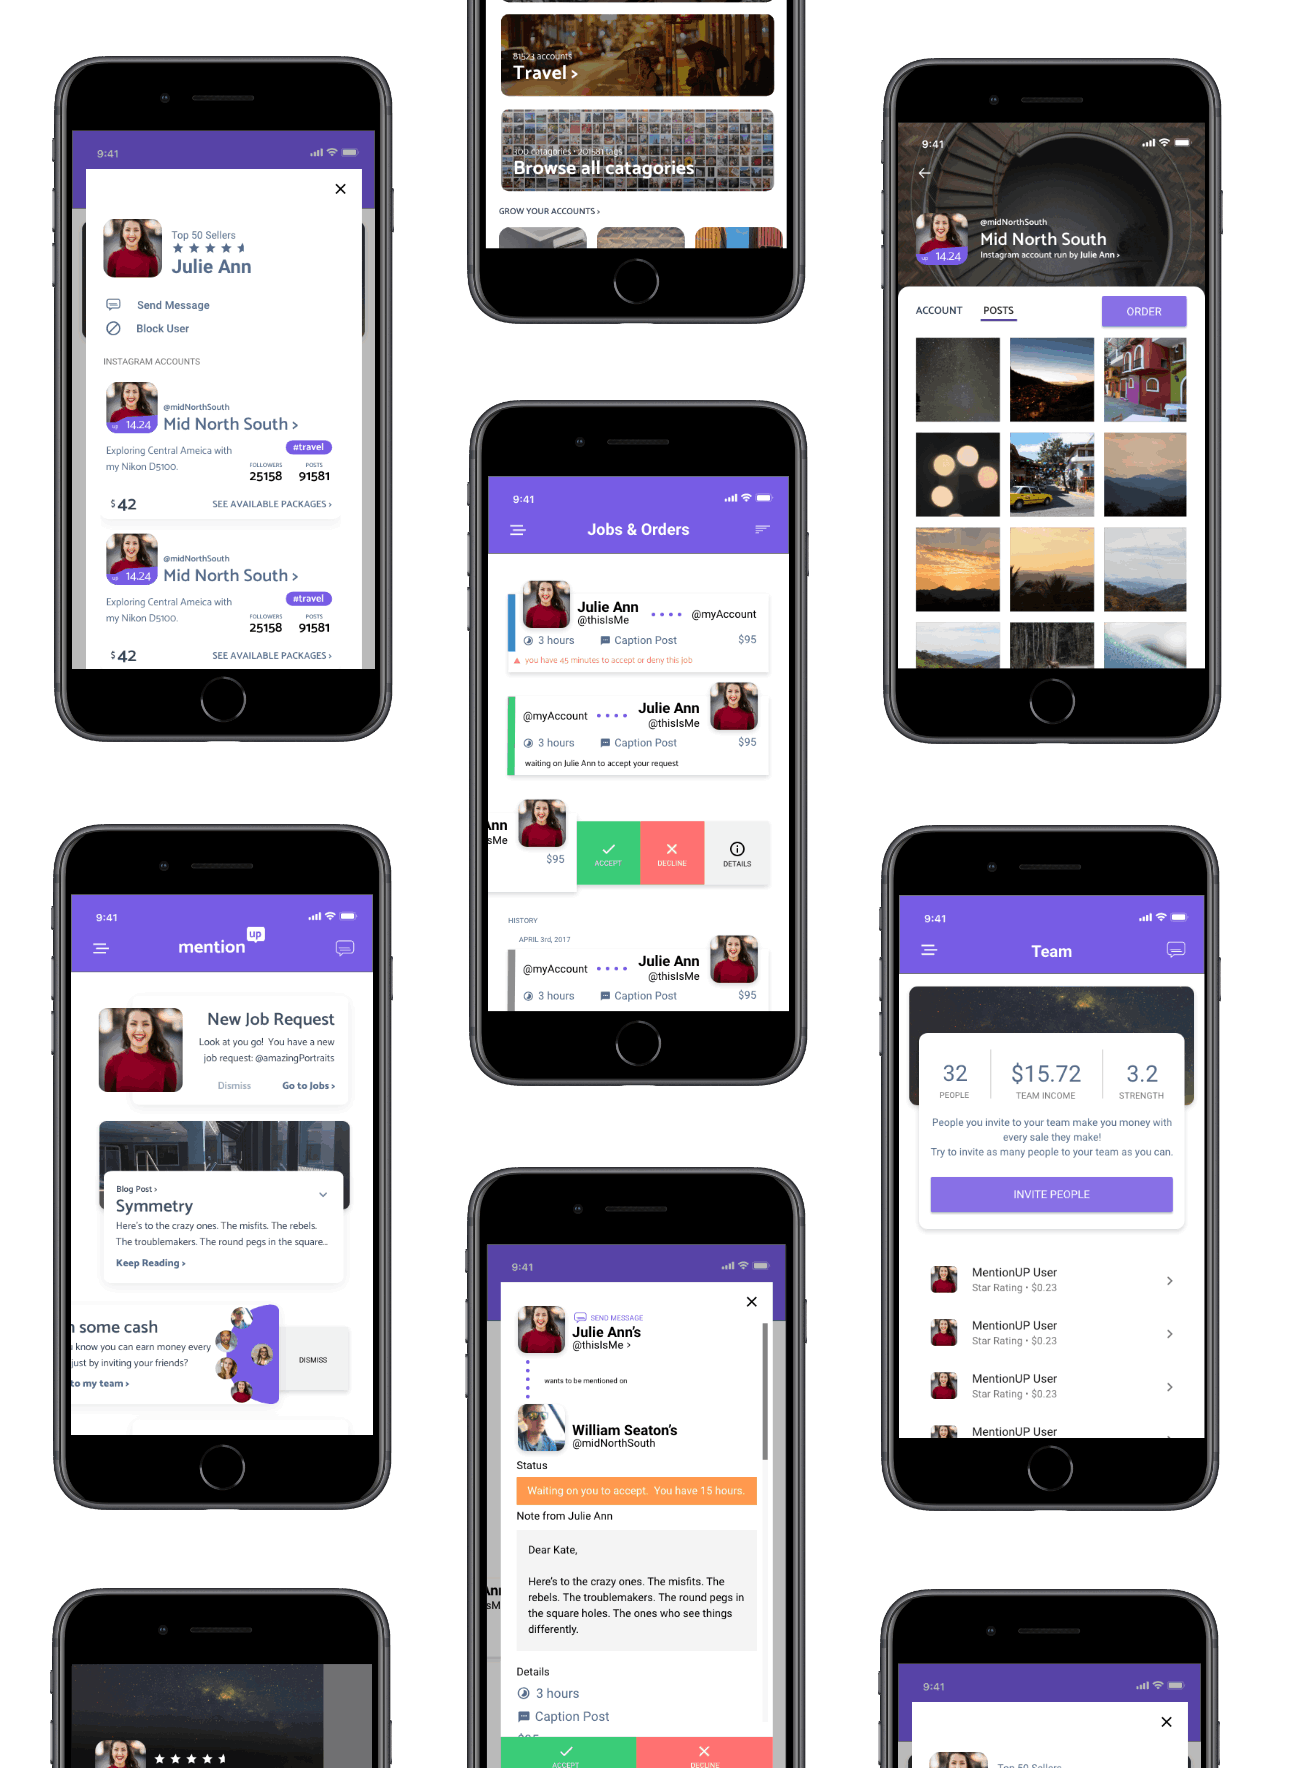 9:41
Top 50 Sellers
Julie Ann
Send Message
Block User
INSTAGRAM ACCOUNTS
@midNorthSouth
up 14.24
Mid North South >
#travel
Exploring Central Ameica with
my Nikon D5100.
FOLLOWERS POSTS
25158 91581
$42 SEE AVAILABLE PACKAGES >
@midNorthSouth
up 14.24
Mid North South >
#travel
Exploring Central Ameica with
my Nikon D5100.
FOLLOWERS POSTS
25158 91581
$42 SEE AVAILABLE PACKAGES >
81523 accounts
Travel >
300 catagories • 201581 tags
Browse all catagories
GROW YOUR ACCOUNTS >
9:41
@midNorthSouth
Mid North South
up 14.24
Instagram account run by Julie Ann >
ACCOUNT POSTS ORDER
9:41
Jobs & Orders
Julie Ann
@thisIsMe
@myAccount
3 hours Caption Post $95
you have 45 minutes to accept or deny this job
@myAccount
Julie Ann
@thisIsMe
3 hours Caption Post $95
waiting on Julie Ann to accept your request
Ann
sMe
$95
ACCEPT DECLINE DETAILS
HISTORY
APRIL 3rd, 2017
@myAccount
Julie Ann
@thisIsMe
3 hours Caption Post $95
9:41
mention up
New Job Request
Look at you go! You have a new
job request: @amazingPortraits
Dismiss Go to Jobs >
Blog Post >
Symmetry
Here's to the crazy ones. The misfits. The rebels.
The troublemakers. The round pegs in the square...
Keep Reading >
n some cash
know you can earn money every
just by inviting your friends?
to my team >
DISMISS
9:41
Team
32 $15.72 3.2
PEOPLE TEAM INCOME STRENGTH
People you invite to your team make you money with
every sale they make!
Try to invite as many people to your team as you can.
INVITE PEOPLE
MentionUP User
Star Rating • $0.23
MentionUP User
Star Rating • $0.23
MentionUP User
Star Rating • $0.23
MentionUP User
9:41
SEND MESSAGE
Julie Ann's
@thisIsMe >
wants to be mentioned on
William Seaton's
@midNorthSouth
Status
Waiting on you to accept. You have 15 hours.
Note from Julie Ann
Dear Kate,
Here's to the crazy ones. The misfits. The
rebels. The troublemakers. The round pegs in
the square holes. The ones who see things
differently.
Ann
sM
Details
3 hours
Caption Post
$95
ACCEPT DECLINE
9:41
Top 50 Sellers